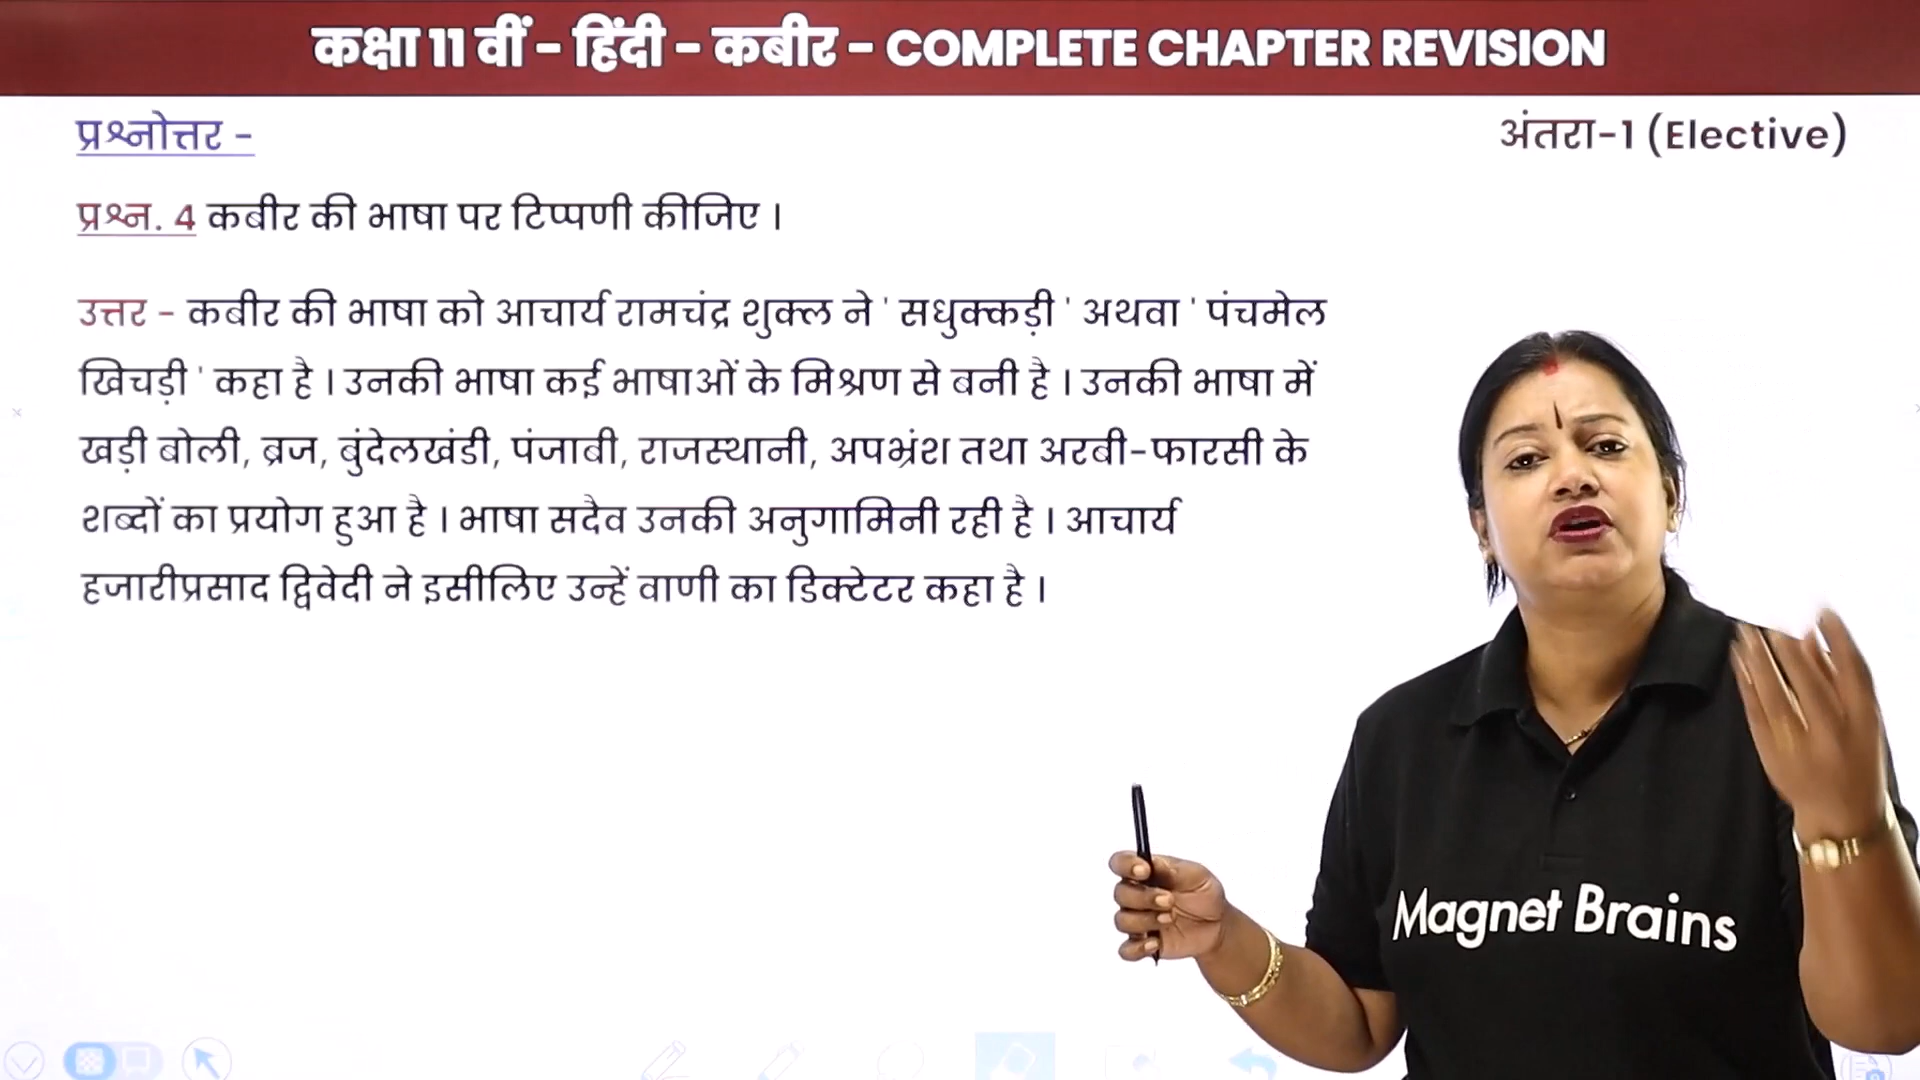 कक्षा 11 वीं - हिंदी - कबीर - COMPLETE CHAPTER REVISION
प्रश्नोत्तर -
अंतरा-1 (Elective)
प्रश्न. 4 कबीर की भाषा पर टिप्पणी कीजिए ।
उत्तर - कबीर की भाषा को आचार्य रामचंद्र शुक्ल ने ' सधुक्कड़ी ' अथवा ' पंचमेल
खिचड़ी ' कहा है । उनकी भाषा कई भाषाओं के मिश्रण से बनी है । उनकी भाषा में
खड़ी बोली, ब्रज, बुंदेलखंडी, पंजाबी, राजस्थानी, अपभ्रंश तथा अरबी-फारसी के
शब्दों का प्रयोग हुआ है । भाषा सदैव उनकी अनुगामिनी रही है । आचार्य
हजारीप्रसाद द्विवेदी ने इसीलिए उन्हें वाणी का डिक्टेटर कहा है ।
Magnet Brains